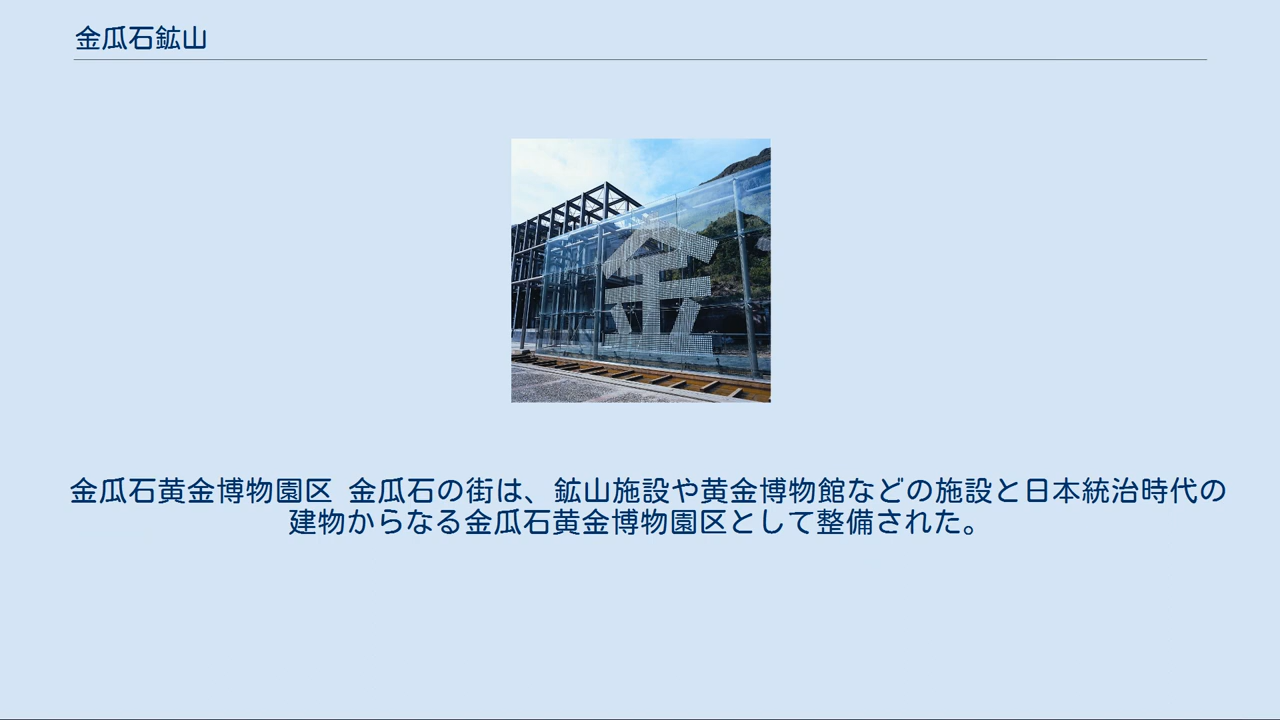 金瓜石鉱山
金
金瓜石黄金博物園区 金瓜石の街は、鉱山施設や黄金博物館などの施設と日本統治時代の
建物からなる金瓜石黄金博物園区として整備された。